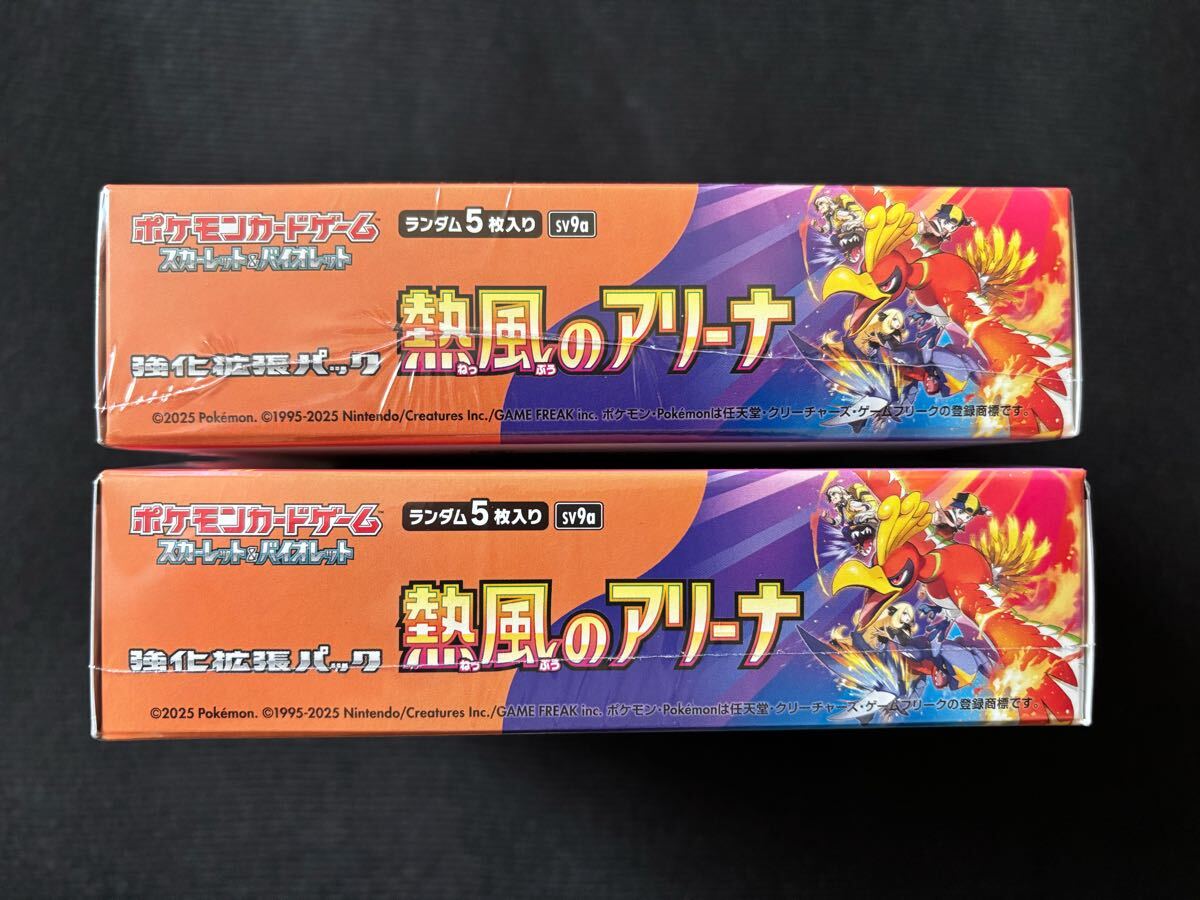 ポケモンカードゲーム™
スカーレット&バイオレット
ランダム5枚入り sv9a
熱風のアリーナ
ねっ ぷう
強化拡張パック
©2025 Pokémon. ©1995-2025 Nintendo/Creatures Inc./GAME FREAK inc. ポケモン・Pokémonは任天堂・クリーチャーズ・ゲームフリークの登録商標です。
ポケモンカードゲーム™
スカーレット&バイオレット
ランダム5枚入り sv9a
熱風のアリーナ
ねっ ぷう
強化拡張パック
©2025 Pokémon. ©1995-2025 Nintendo/Creatures Inc./GAME FREAK inc. ポケモン・Pokémonは任天堂・クリーチャーズ・ゲームフリークの登録商標です。